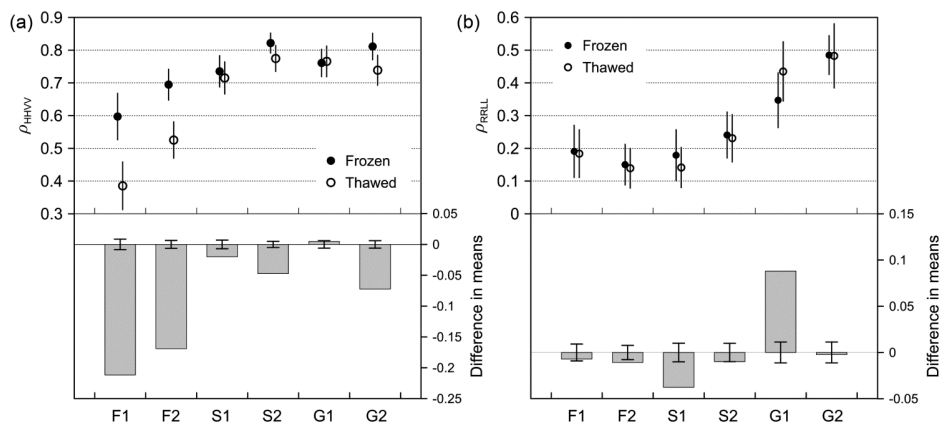 (a)
0.9
0.8
0.7
0.6
0.5
0.4
0.3
ρHHVV
Frozen
Thawed
0.05
0
-0.05
-0.1
-0.15
-0.2
-0.25
Difference in means
F1 F2 S1 S2 G1 G2
(b)
0.6
0.5
0.4
0.3
0.2
0.1
0
ρRRLL
Frozen
Thawed
0.15
0.1
0.05
0
-0.05
Difference in means
F1 F2 S1 S2 G1 G2